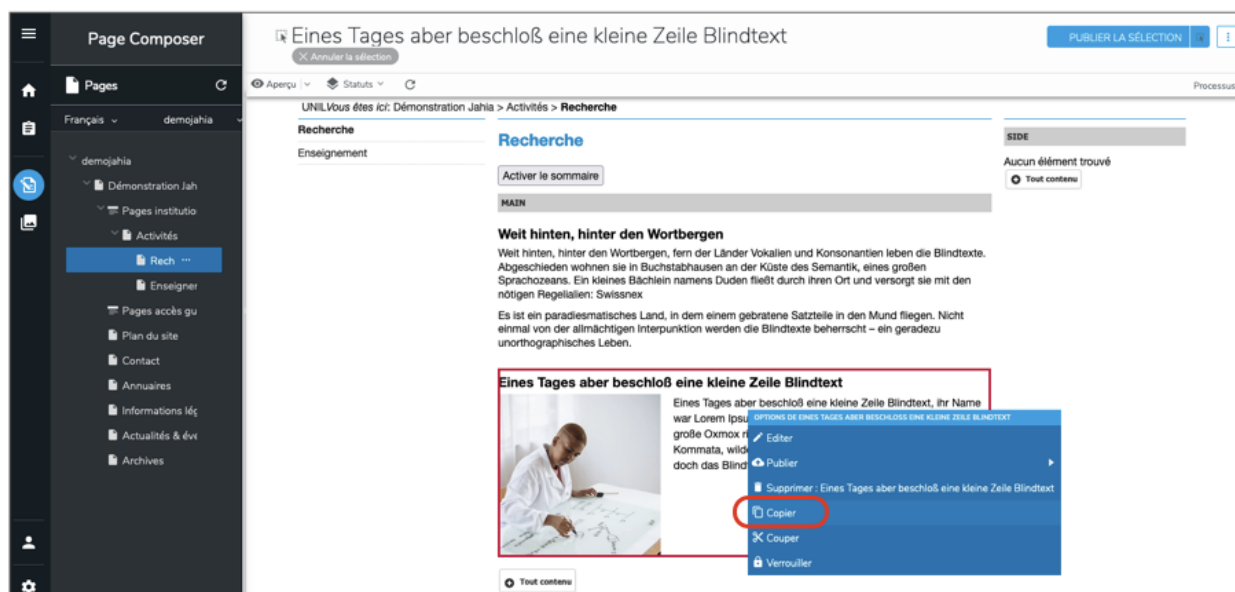 Page Composer
Eines Tages aber beschloß eine kleine Zeile Blindtext
Annuler la sélection
PUBLIER LA SÉLECTION
Pages
Aperçu
Statuts
Processus
Français
demojahia
demojahia
Démonstration Jah
Pages institutio
Activités
Rech ···
Enseigner
Pages accès gu
Plan du site
Contact
Annuaires
Informations lég
Actualités & éve
Archives
UNILVous êtes ici: Démonstration Jahia > Activités > Recherche
Recherche
Enseignement
Recherche
Activer le sommaire
MAIN
Weit hinten, hinter den Wortbergen
Weit hinten, hinter den Wortbergen, fern der Länder Vokalien und Konsonantien leben die Blindtexte.
Abgeschieden wohnen sie in Buchstabhausen an der Küste des Semantik, eines großen
Sprachozeans. Ein kleines Bächlein namens Duden fließt durch ihren Ort und versorgt sie mit den
nötigen Regelialien: Swissnex
Es ist ein paradiesmatisches Land, in dem einem gebratene Satzteile in den Mund fliegen. Nicht
einmal von der allmächtigen Interpunktion werden die Blindtexte beherrscht – ein geradezu
unorthographisches Leben.
Eines Tages aber beschloß eine kleine Zeile Blindtext
Eines Tages aber beschloß eine kleine Zeile Blindtext, ihr Name
war Lorem Ipsu
große Oxmox ri
Kommata, wilde
doch das Blind
OPTIONS DE EINES TAGES ABER BESCHLOSS EINE KLEINE ZEILE BLINDTEXT
Editer
Publier
Supprimer : Eines Tages aber beschloß eine kleine Zeile Blindtext
Copier
Couper
Verrouiller
Tout contenu
SIDE
Aucun élément trouvé
Tout contenu